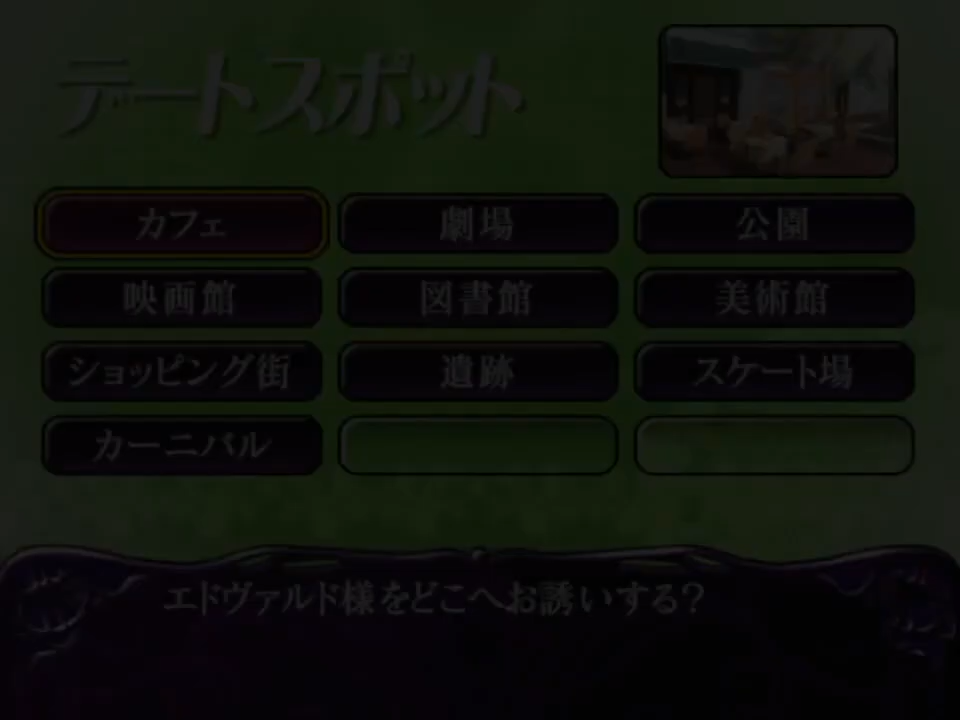 デートスポット
カフェ
劇場
公園
映画館
図書館
美術館
ショッピング街
遺跡
スケート場
カーニバル
エドヴァルド様をどこへお誘いする?